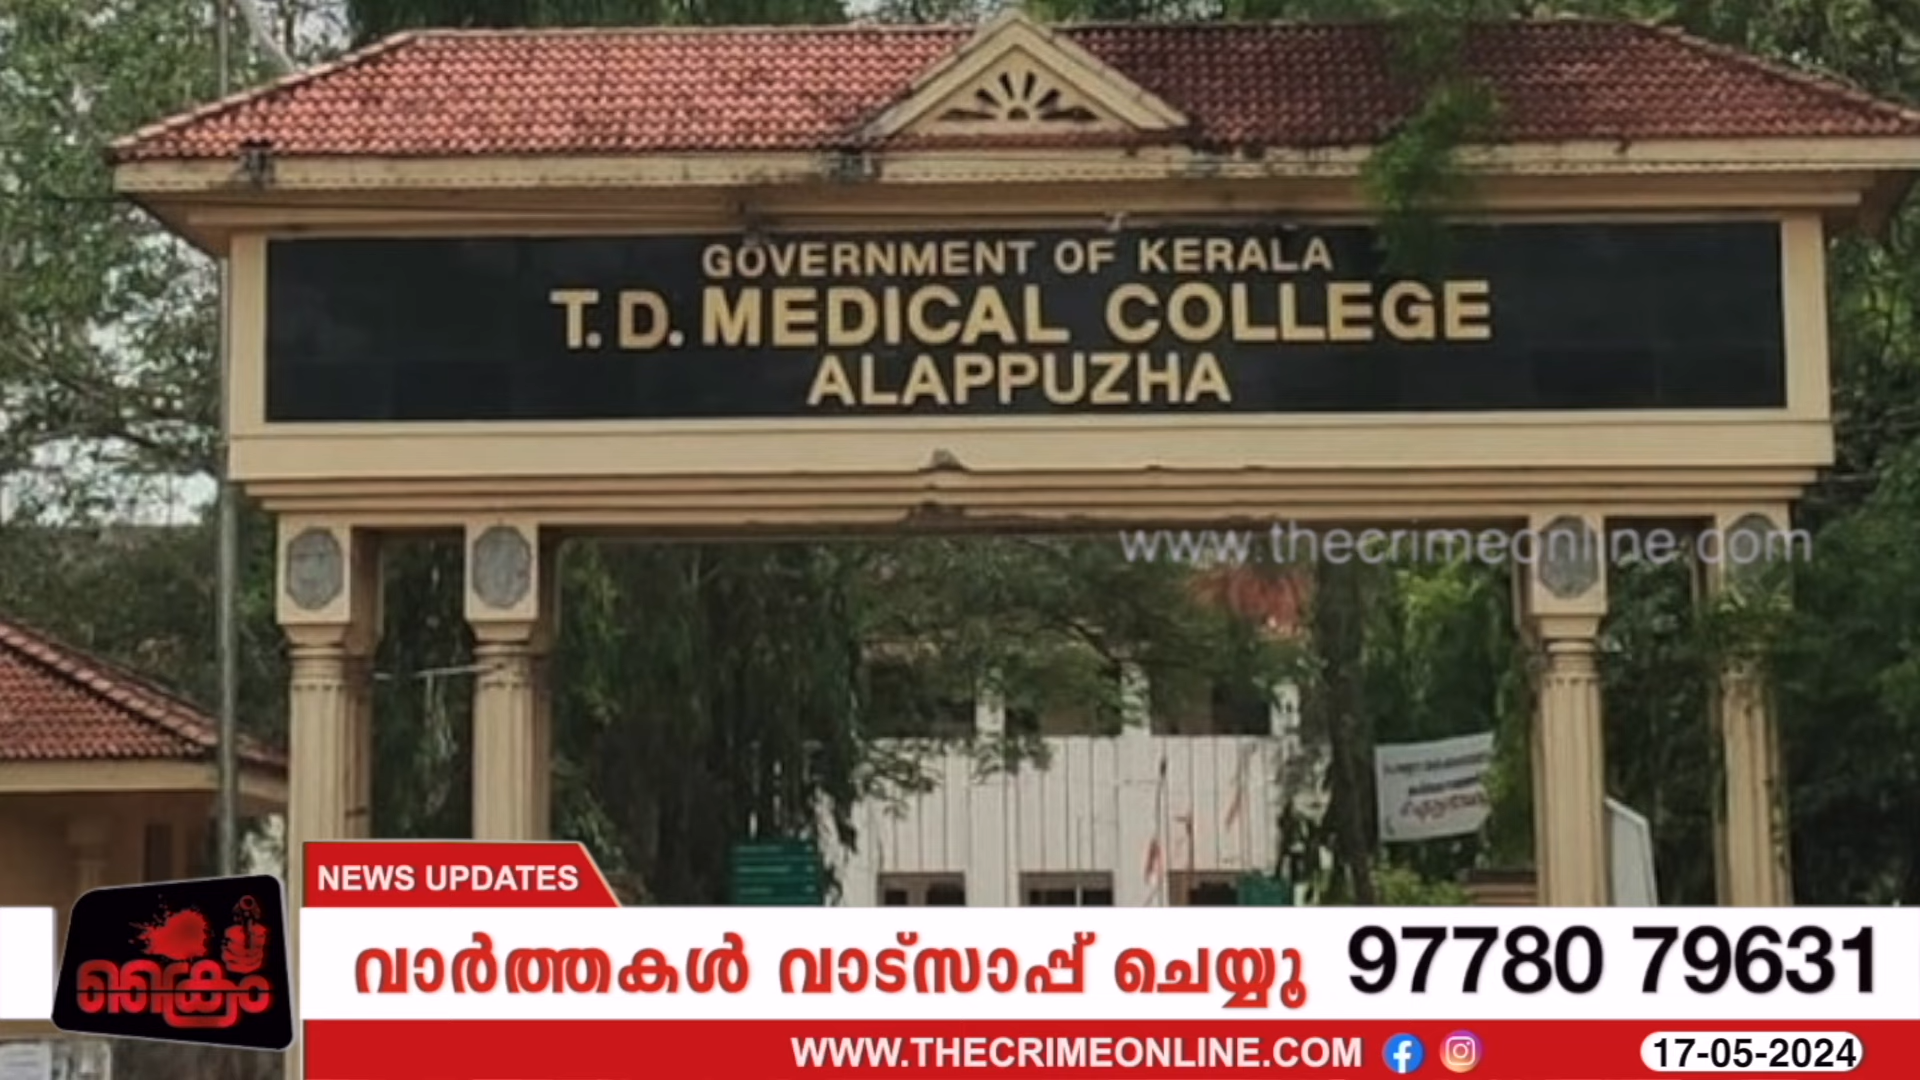 GOVERNMENT OF KERALA
T.D. MEDICAL COLLEGE
ALAPPUZHA
www.thecrimeonline.com
NEWS UPDATES
ക്രൈം
വാർത്തകൾ വാട്സാപ്പ് ചെയ്യൂ 97780 79631
WWW.THECRIMEONLINE.COM
17-05-2024